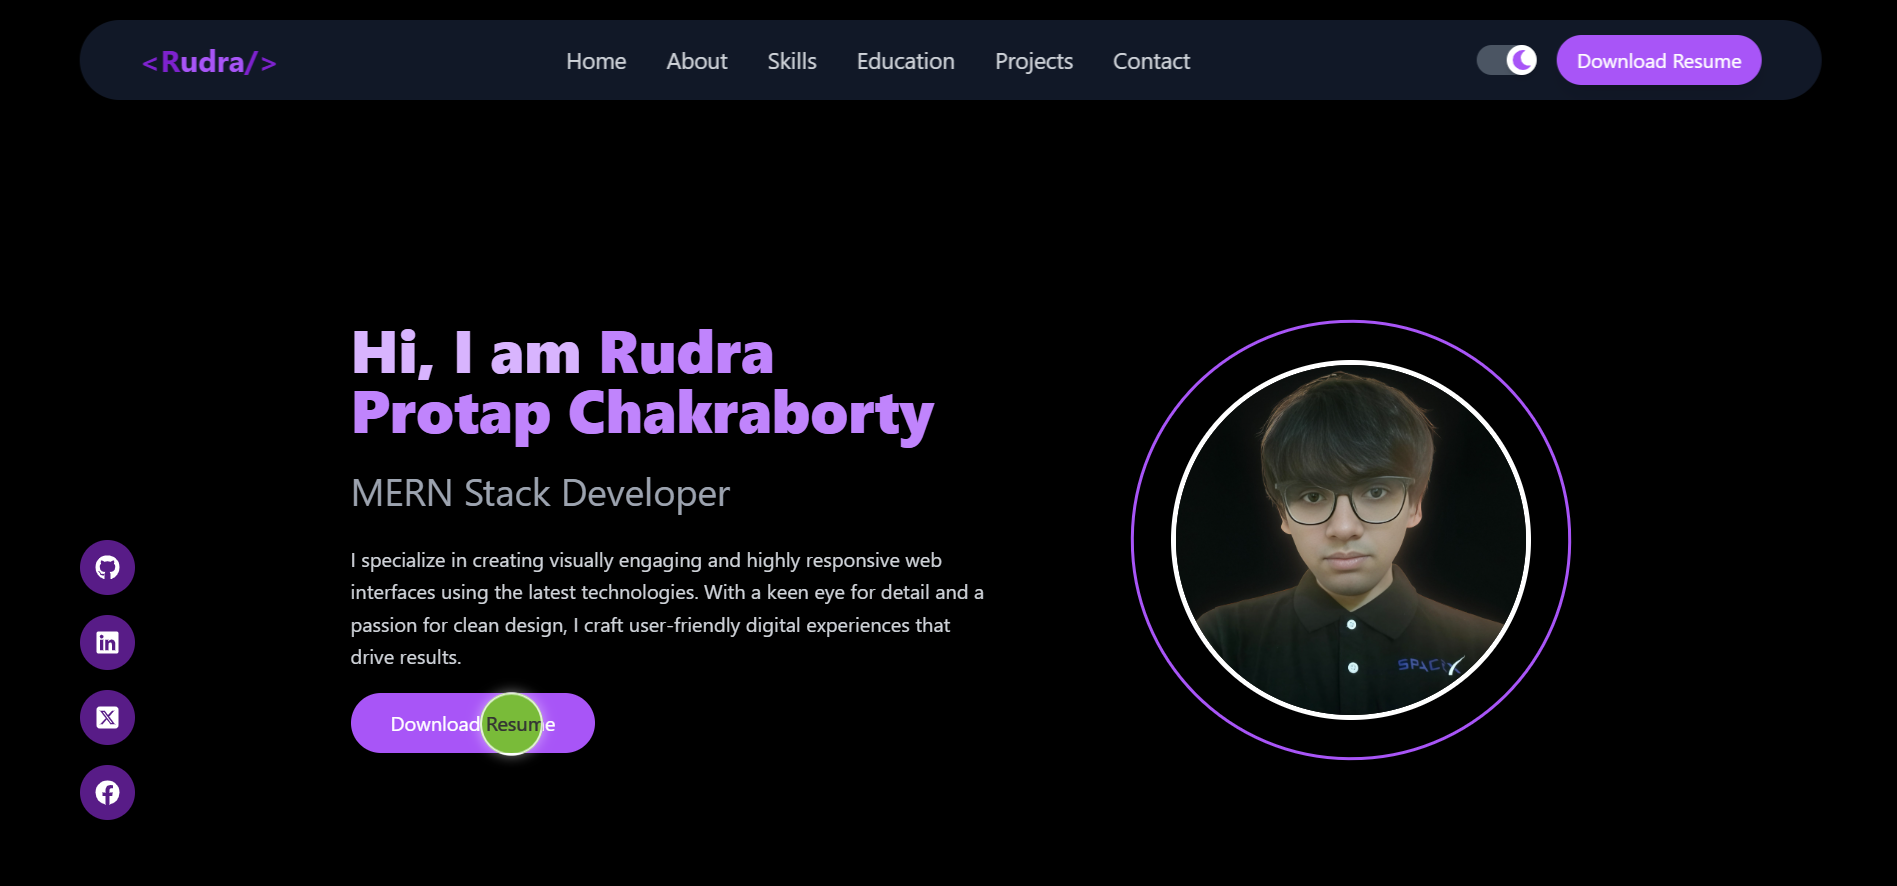 <Rudra/>
Home
About
Skills
Education
Projects
Contact
Download Resume
Hi, I am Rudra
Protap Chakraborty
MERN Stack Developer
I specialize in creating visually engaging and highly responsive web
interfaces using the latest technologies. With a keen eye for detail and a
passion for clean design, I craft user-friendly digital experiences that
drive results.
Download Resume
in
SPACEX